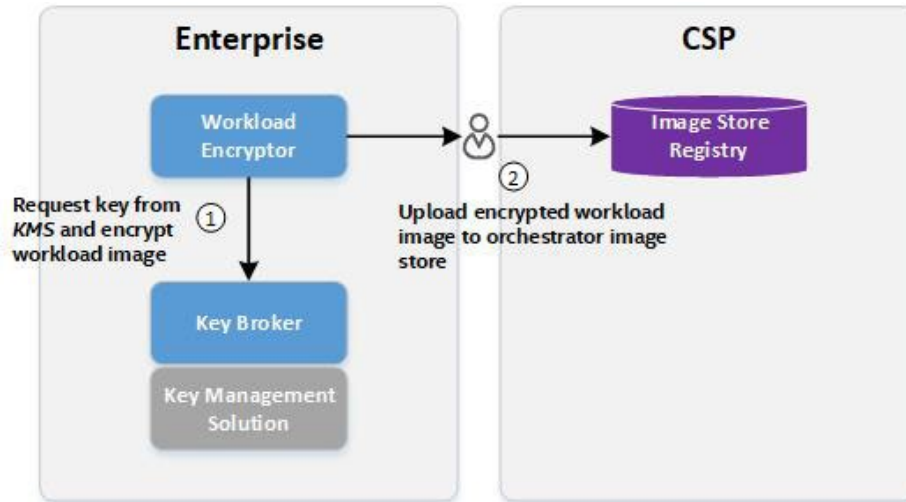 Enterprise
CSP
Workload
Encryptor
Image Store
Registry
Request key from
KMS and encrypt
workload image
1
2
Upload encrypted workload
image to orchestrator image
store
Key Broker
Key Management
Solution